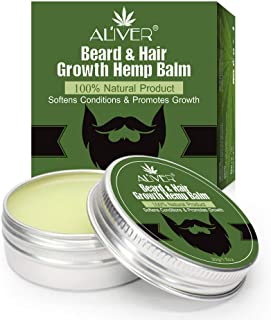 ALIVER®
Beard & Hair
Growth Hemp Balm
100% Natural Product
Softens Conditions & Promotes Growth
ALIVER
Beard & Hair
Growth Hemp Balm
100% Natural Product
Softens Conditions & Promotes Growth